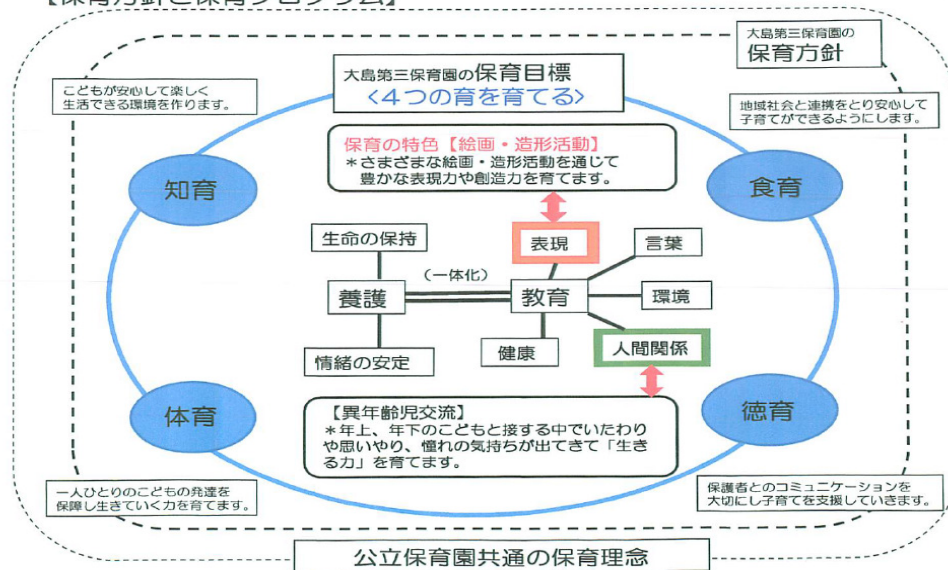 【保育方針と保育プログラム】
大島第三保育園の
保育方針
大島第三保育園の保育目標
<4つの育を育てる>
こどもが安心して楽しく
生活できる環境を作ります。
地域社会と連携をとり安心して
子育てができるようにします。
保育の特色【絵画・造形活動】
*さまざまな絵画・造形活動を通じて
豊かな表現力や創造力を育てます。
知育
食育
生命の保持
表現
言葉
(一体化)
養護
教育
環境
情緒の安定
健康
人間関係
体育
徳育
【異年齢児交流】
*年上、年下のこどもと接する中でいたわり
や思いやり、憧れの気持ちが出てきて「生き
る力」を育てます。
一人ひとりのこどもの発達を
保障し生きていく力を育てます。
保護者とのコミュニケーションを
大切にし子育てを支援していきます。
公立保育園共通の保育理念